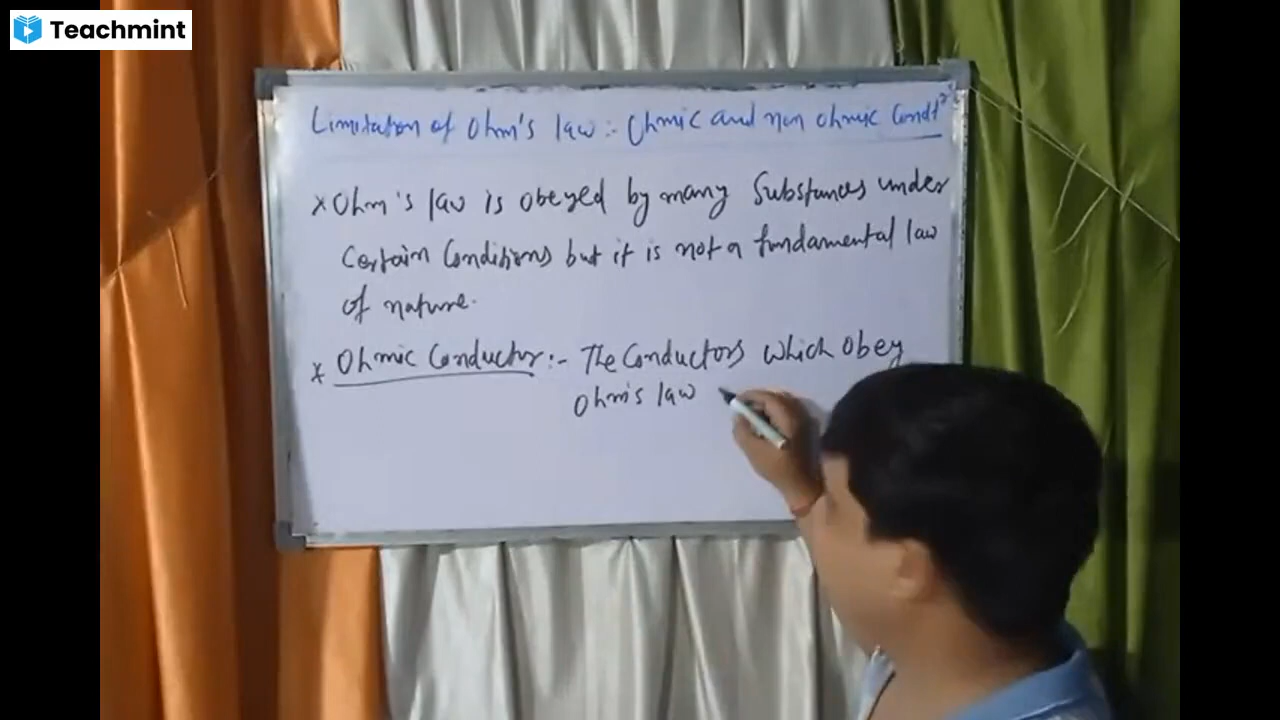 Teachmint
Limitation of Ohm's law :- Ohmic and non ohmic
* Ohm's law is obeyed by many Substances under
Certain Conditions but it is not a fundamental law
of nature.
* Ohmic Conductor :- The Conductors which obey
Ohm's law